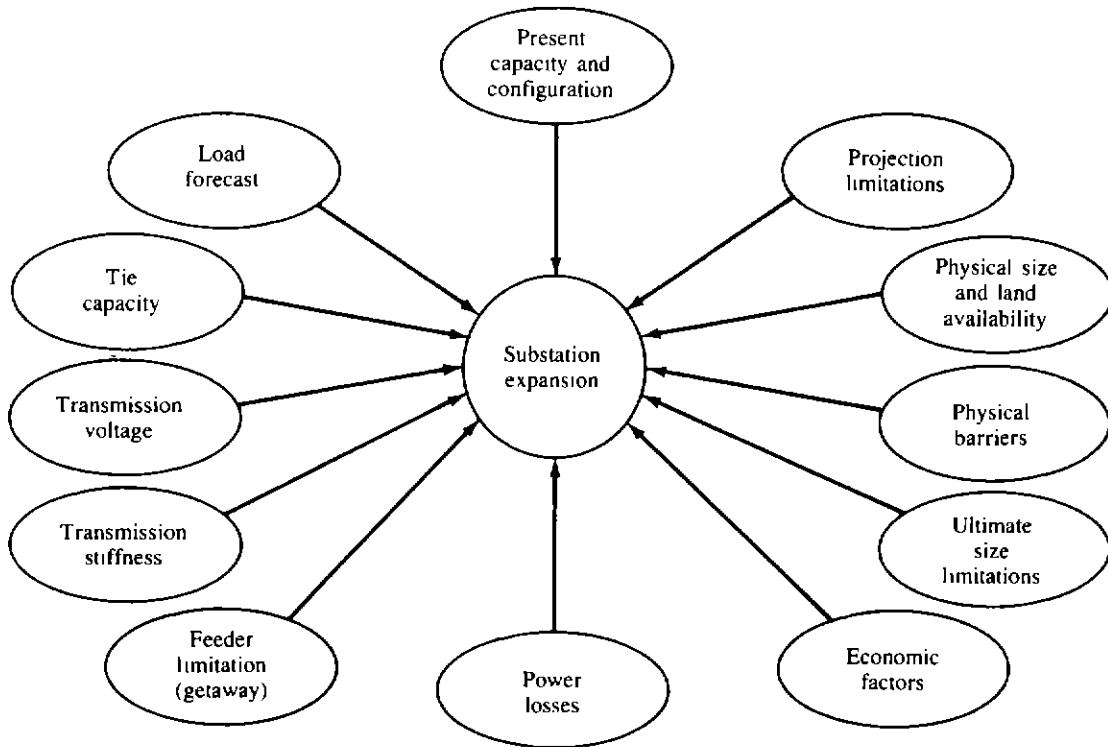 Present
capacity and
configuration
Load
forecast
Projection
limitations
Tie
capacity
Physical size
and land
availability
Substation
expansion
Transmission
voltage
Physical
barriers
Transmission
stiffness
Ultimate
size
limitations
Feeder
limitation
(getaway)
Power
losses
Economic
factors